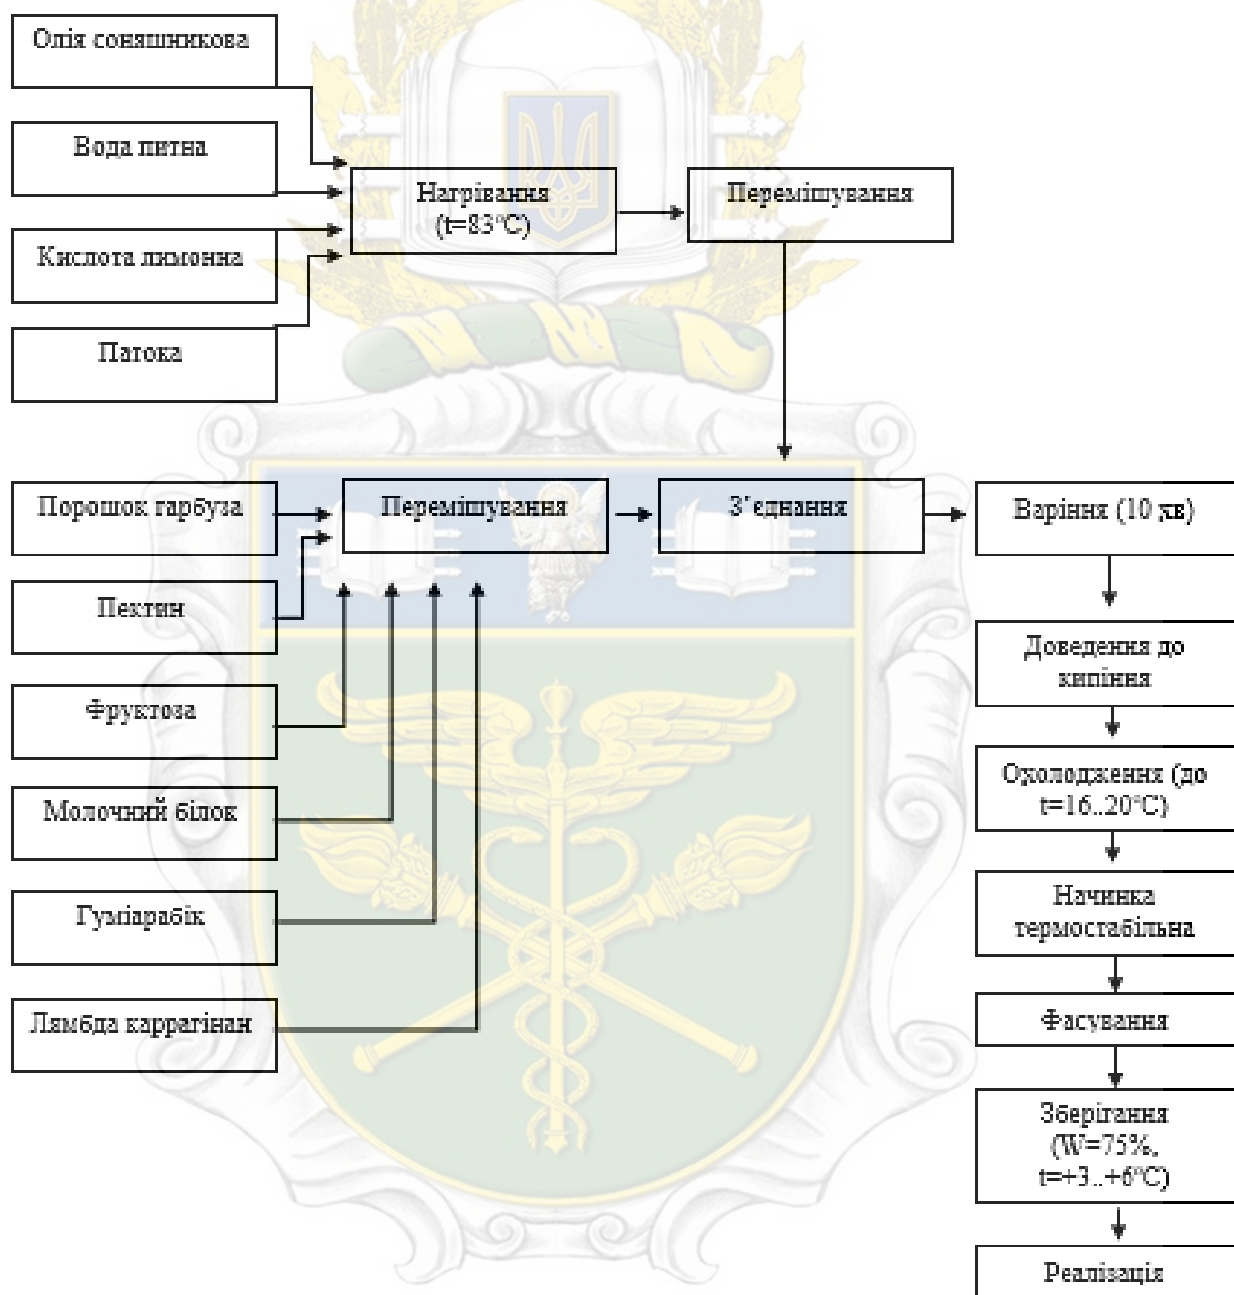 Олія соняшникова
Вода питна
Нагрівання
(t=83°C)
Перемішування
Кислота лимонна
Патока
Порошок гарбуза
Перемішування
З´єднання
Варіння (10 хв)
Пектин
Доведення до
кипіння
Фруктоза
Охолодження (до
t=16..20°C)
Молочний білок
Начинка
термостабільна
Гуміарабік
Лямбда каррагінан
Фасування
Зберігання
(W=75%,
t=+3..+6°C)
Реалізація